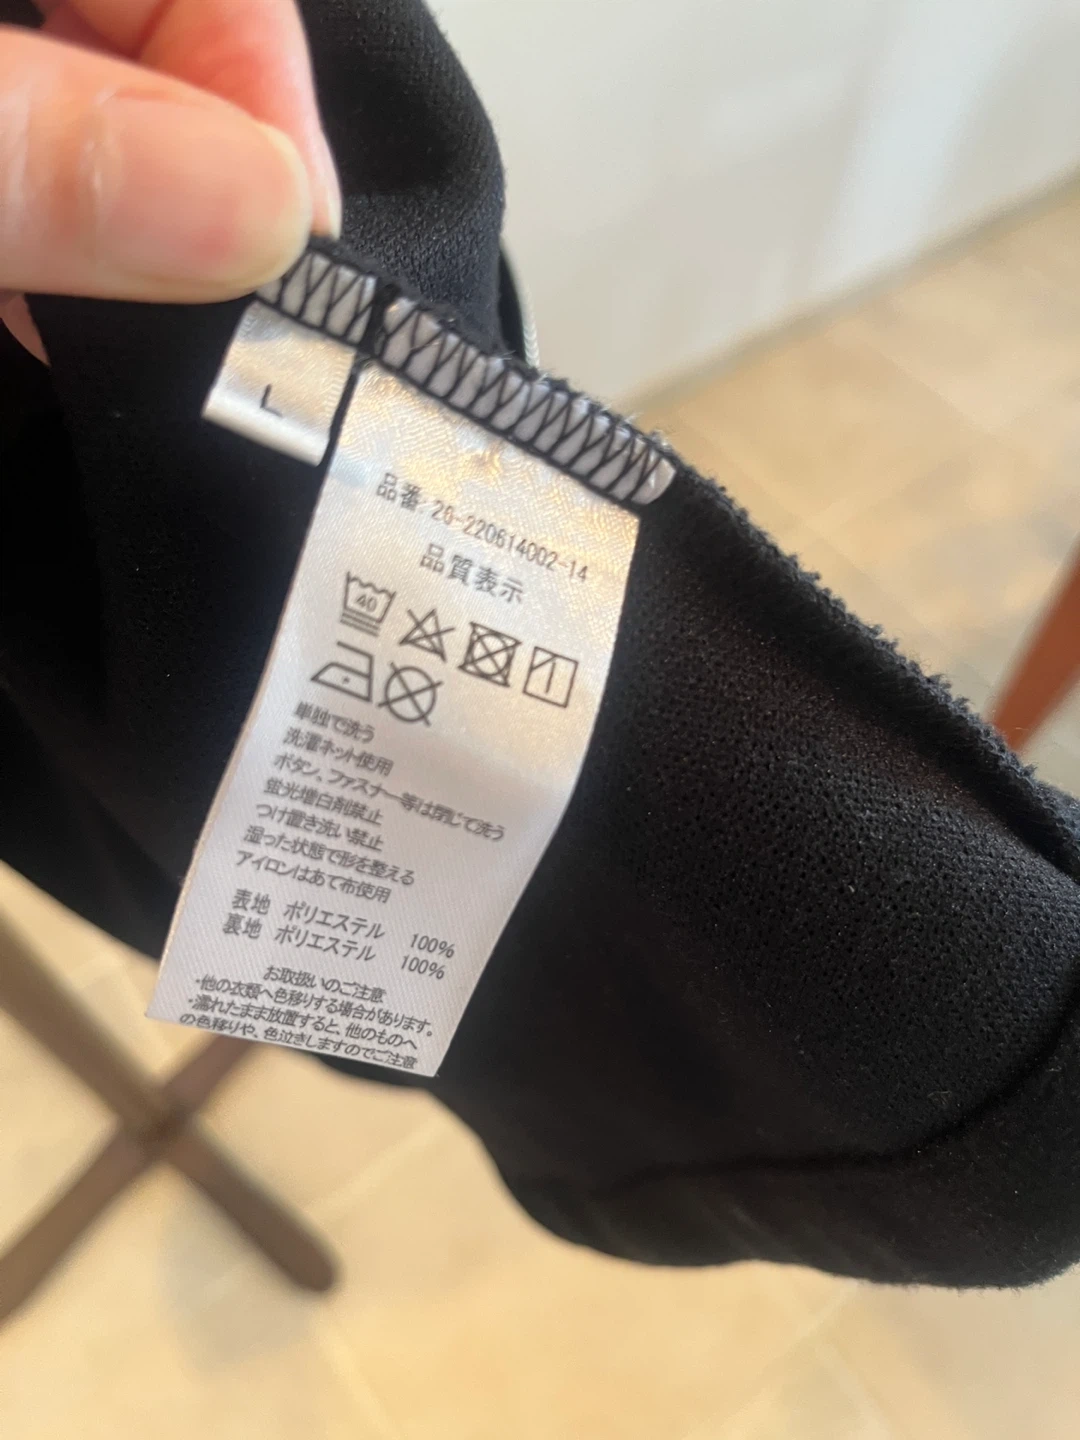 L
品番:26-220614002-14
品質表示
40
単独で洗う
洗濯ネット使用
ボタン、ファスナー等は閉じて洗う
蛍光増白剤禁止
つけ置き洗い禁止
湿った状態で形を整える
アイロンはあて布使用
表地 ポリエステル 100%
裏地 ポリエステル 100%
お取扱いのご注意
・他の衣類へ色移りする場合があります。
・濡れたまま放置すると、他のものへ
の色移りや、色泣きしますのでご注意